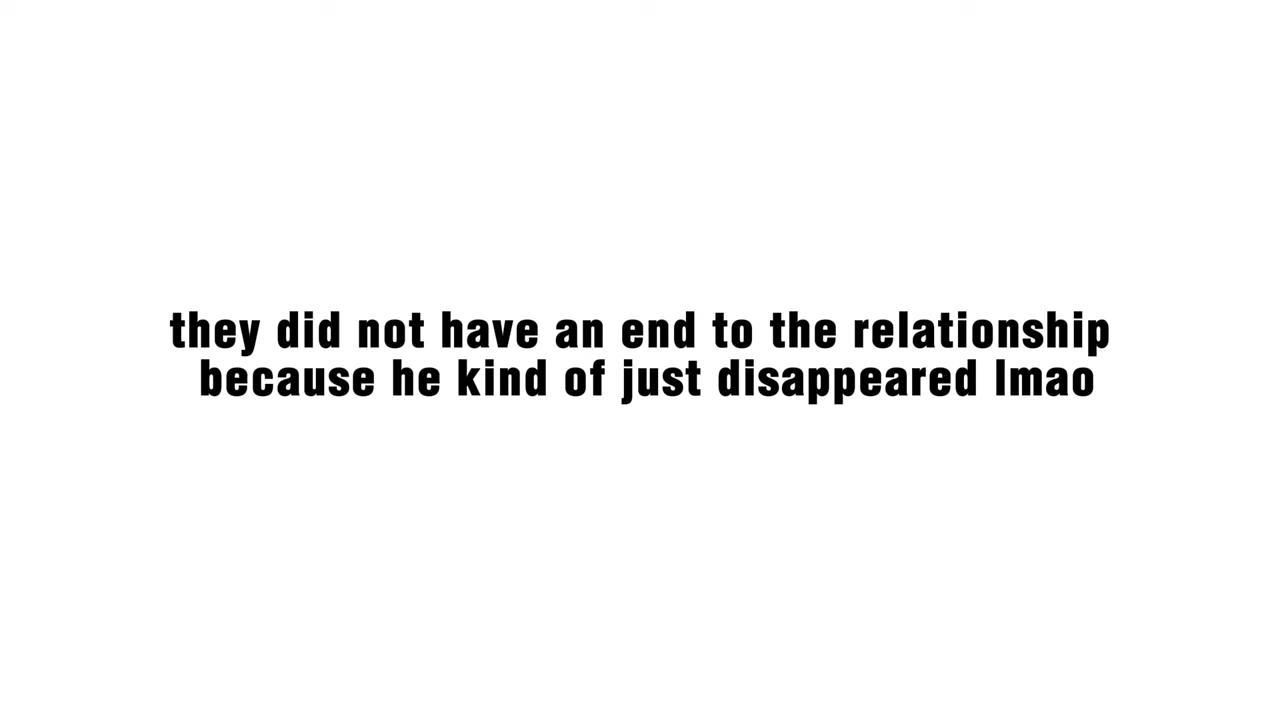 they did not have an end to the relationship
because he kind of just disappeared lmao